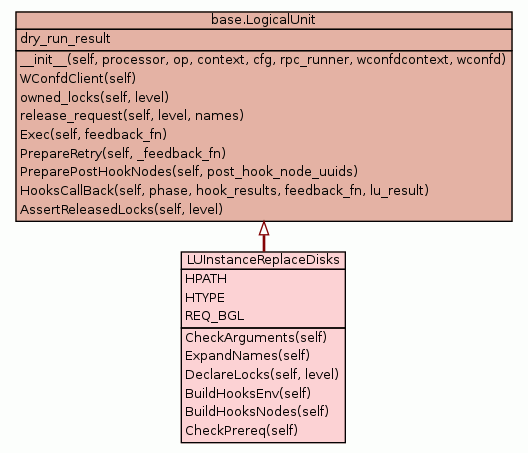 base.LogicalUnit
dry_run_result
__init__(self, processor, op, context, cfg, rpc_runner, wconfdcontext, wconfd)
WConfdClient(self)
owned_locks(self, level)
release_request(self, level, names)
Exec(self, feedback_fn)
PrepareRetry(self, _feedback_fn)
PreparePostHookNodes(self, post_hook_node_uuids)
HooksCallBack(self, phase, hook_results, feedback_fn, lu_result)
AssertReleasedLocks(self, level)
LUInstanceReplaceDisks
HPATH
HTYPE
REQ_BGL
CheckArguments(self)
ExpandNames(self)
DeclareLocks(self, level)
BuildHooksEnv(self)
BuildHooksNodes(self)
CheckPrereq(self)